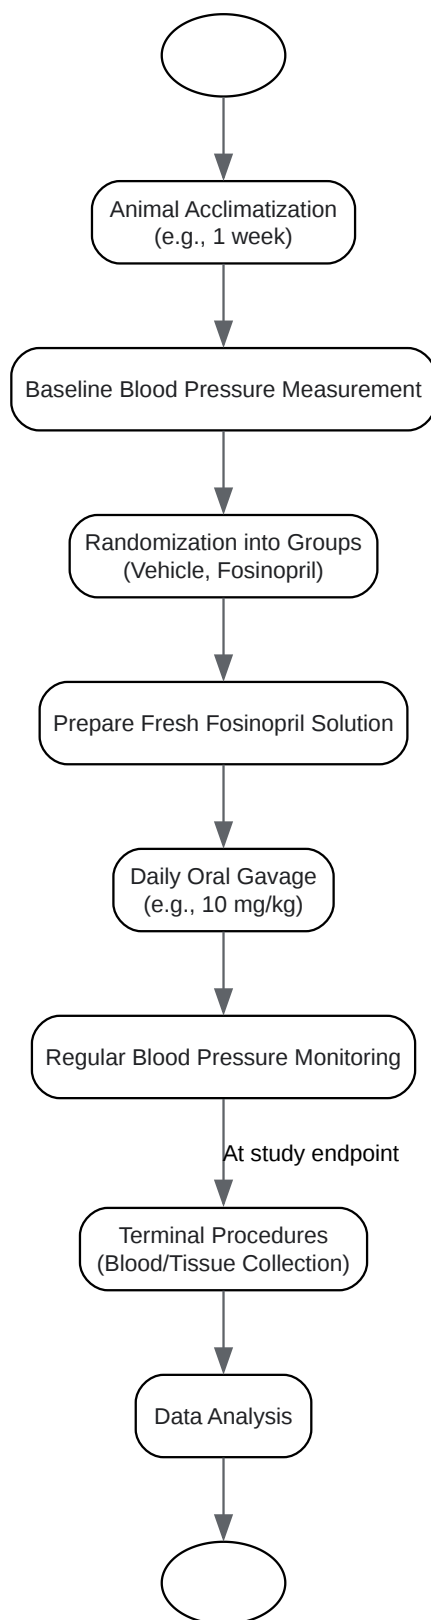 Animal Acclimatization
(e.g., 1 week)
Baseline Blood Pressure Measurement
Randomization into Groups
(Vehicle, Fosinopril)
Prepare Fresh Fosinopril Solution
Daily Oral Gavage
(e.g., 10 mg/kg)
Regular Blood Pressure Monitoring
At study endpoint
Terminal Procedures
(Blood/Tissue Collection)
Data Analysis